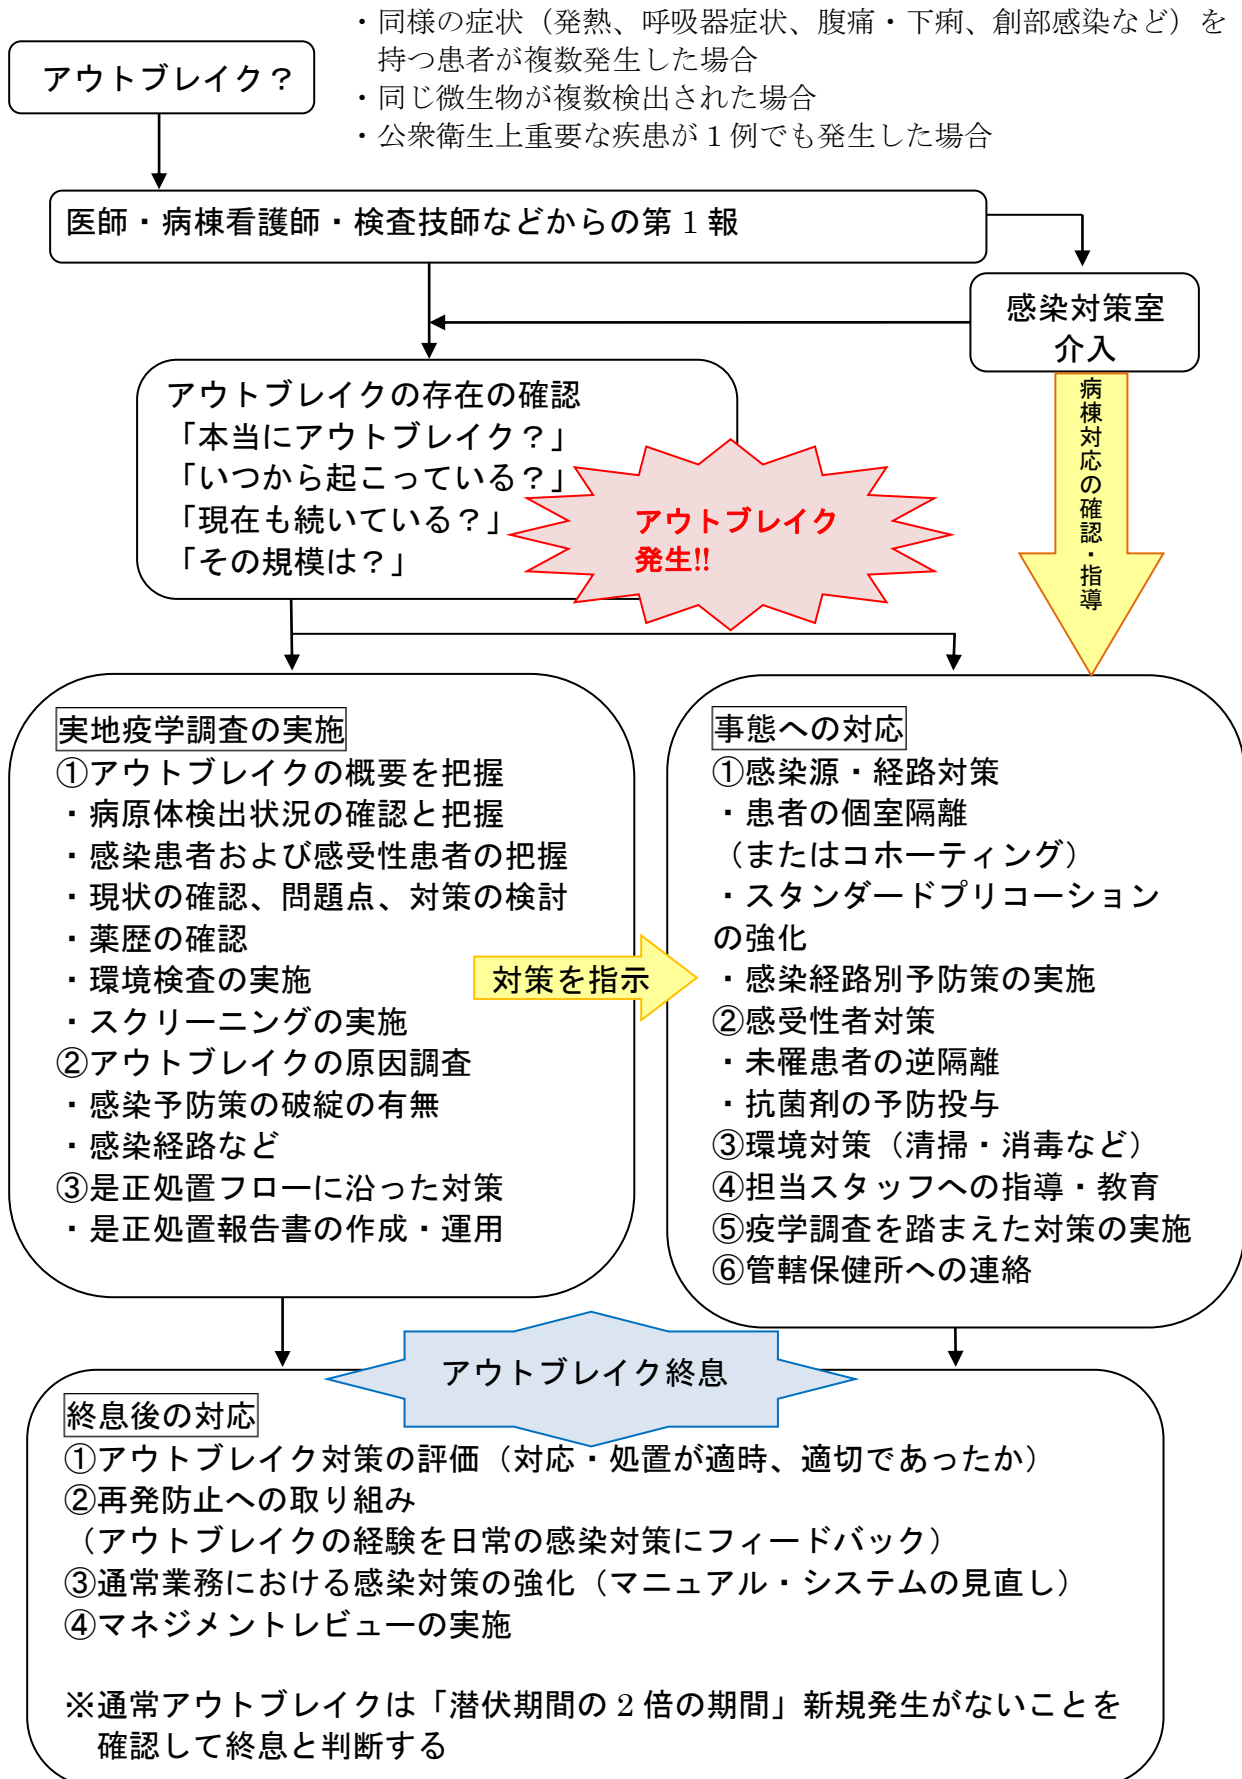 ・同様の症状（発熱、呼吸器症状、腹痛・下痢、創部感染など）を
持つ患者が複数発生した場合
・同じ微生物が複数検出された場合
・公衆衛生上重要な疾患が１例でも発生した場合
アウトブレイク？
医師・病棟看護師・検査技師などからの第１報
感染対策室
介入
病棟対応の確認・指導
アウトブレイクの存在の確認
「本当にアウトブレイク？」
「いつから起こっている？」
「現在も続いている？」
「その規模は？」
アウトブレイク
発生!!
実地疫学調査の実施
①アウトブレイクの概要を把握
・病原体検出状況の確認と把握
・感染患者および感受性患者の把握
・現状の確認、問題点、対策の検討
・薬歴の確認
・環境検査の実施
・スクリーニングの実施
②アウトブレイクの原因調査
・感染予防策の破綻の有無
・感染経路など
③是正処置フローに沿った対策
・是正処置報告書の作成・運用
対策を指示
事態への対応
①感染源・経路対策
・患者の個室隔離
（またはコホーティング）
・スタンダードプリコーション
の強化
・感染経路別予防策の実施
②感受性者対策
・未罹患者の逆隔離
・抗菌剤の予防投与
③環境対策（清掃・消毒など）
④担当スタッフへの指導・教育
⑤疫学調査を踏まえた対策の実施
⑥管轄保健所への連絡
アウトブレイク終息
終息後の対応
①アウトブレイク対策の評価（対応・処置が適時、適切であったか）
②再発防止への取り組み
（アウトブレイクの経験を日常の感染対策にフィードバック）
③通常業務における感染対策の強化（マニュアル・システムの見直し）
④マネジメントレビューの実施
※通常アウトブレイクは「潜伏期間の２倍の期間」新規発生がないことを
確認して終息と判断する